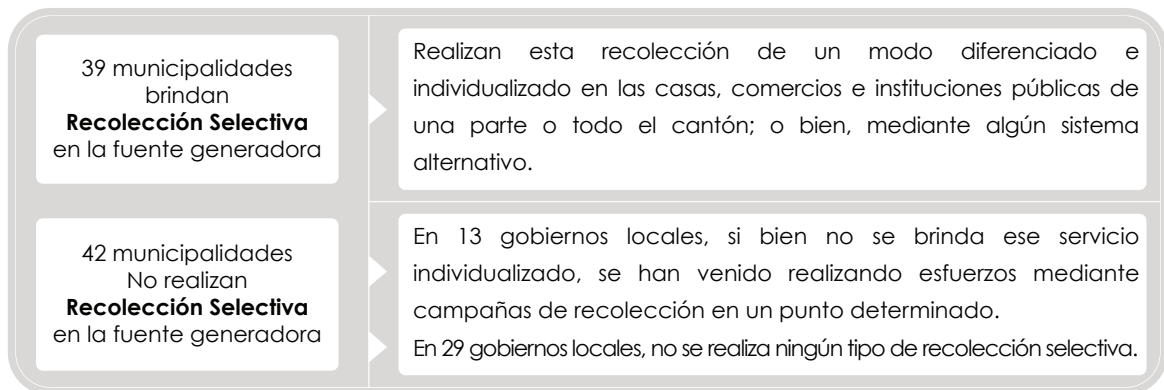 39 municipalidades
brindan
Recolección Selectiva
en la fuente generadora
Realizan esta recolección de un modo diferenciado e
individualizado en las casas, comercios e instituciones públicas de
una parte o todo el cantón; o bien, mediante algún sistema
alternativo.
42 municipalidades
No realizan
Recolección Selectiva
en la fuente generadora
En 13 gobiernos locales, si bien no se brinda ese servicio
individualizado, se han venido realizando esfuerzos mediante
campañas de recolección en un punto determinado.
En 29 gobiernos locales, no se realiza ningún tipo de recolección selectiva.